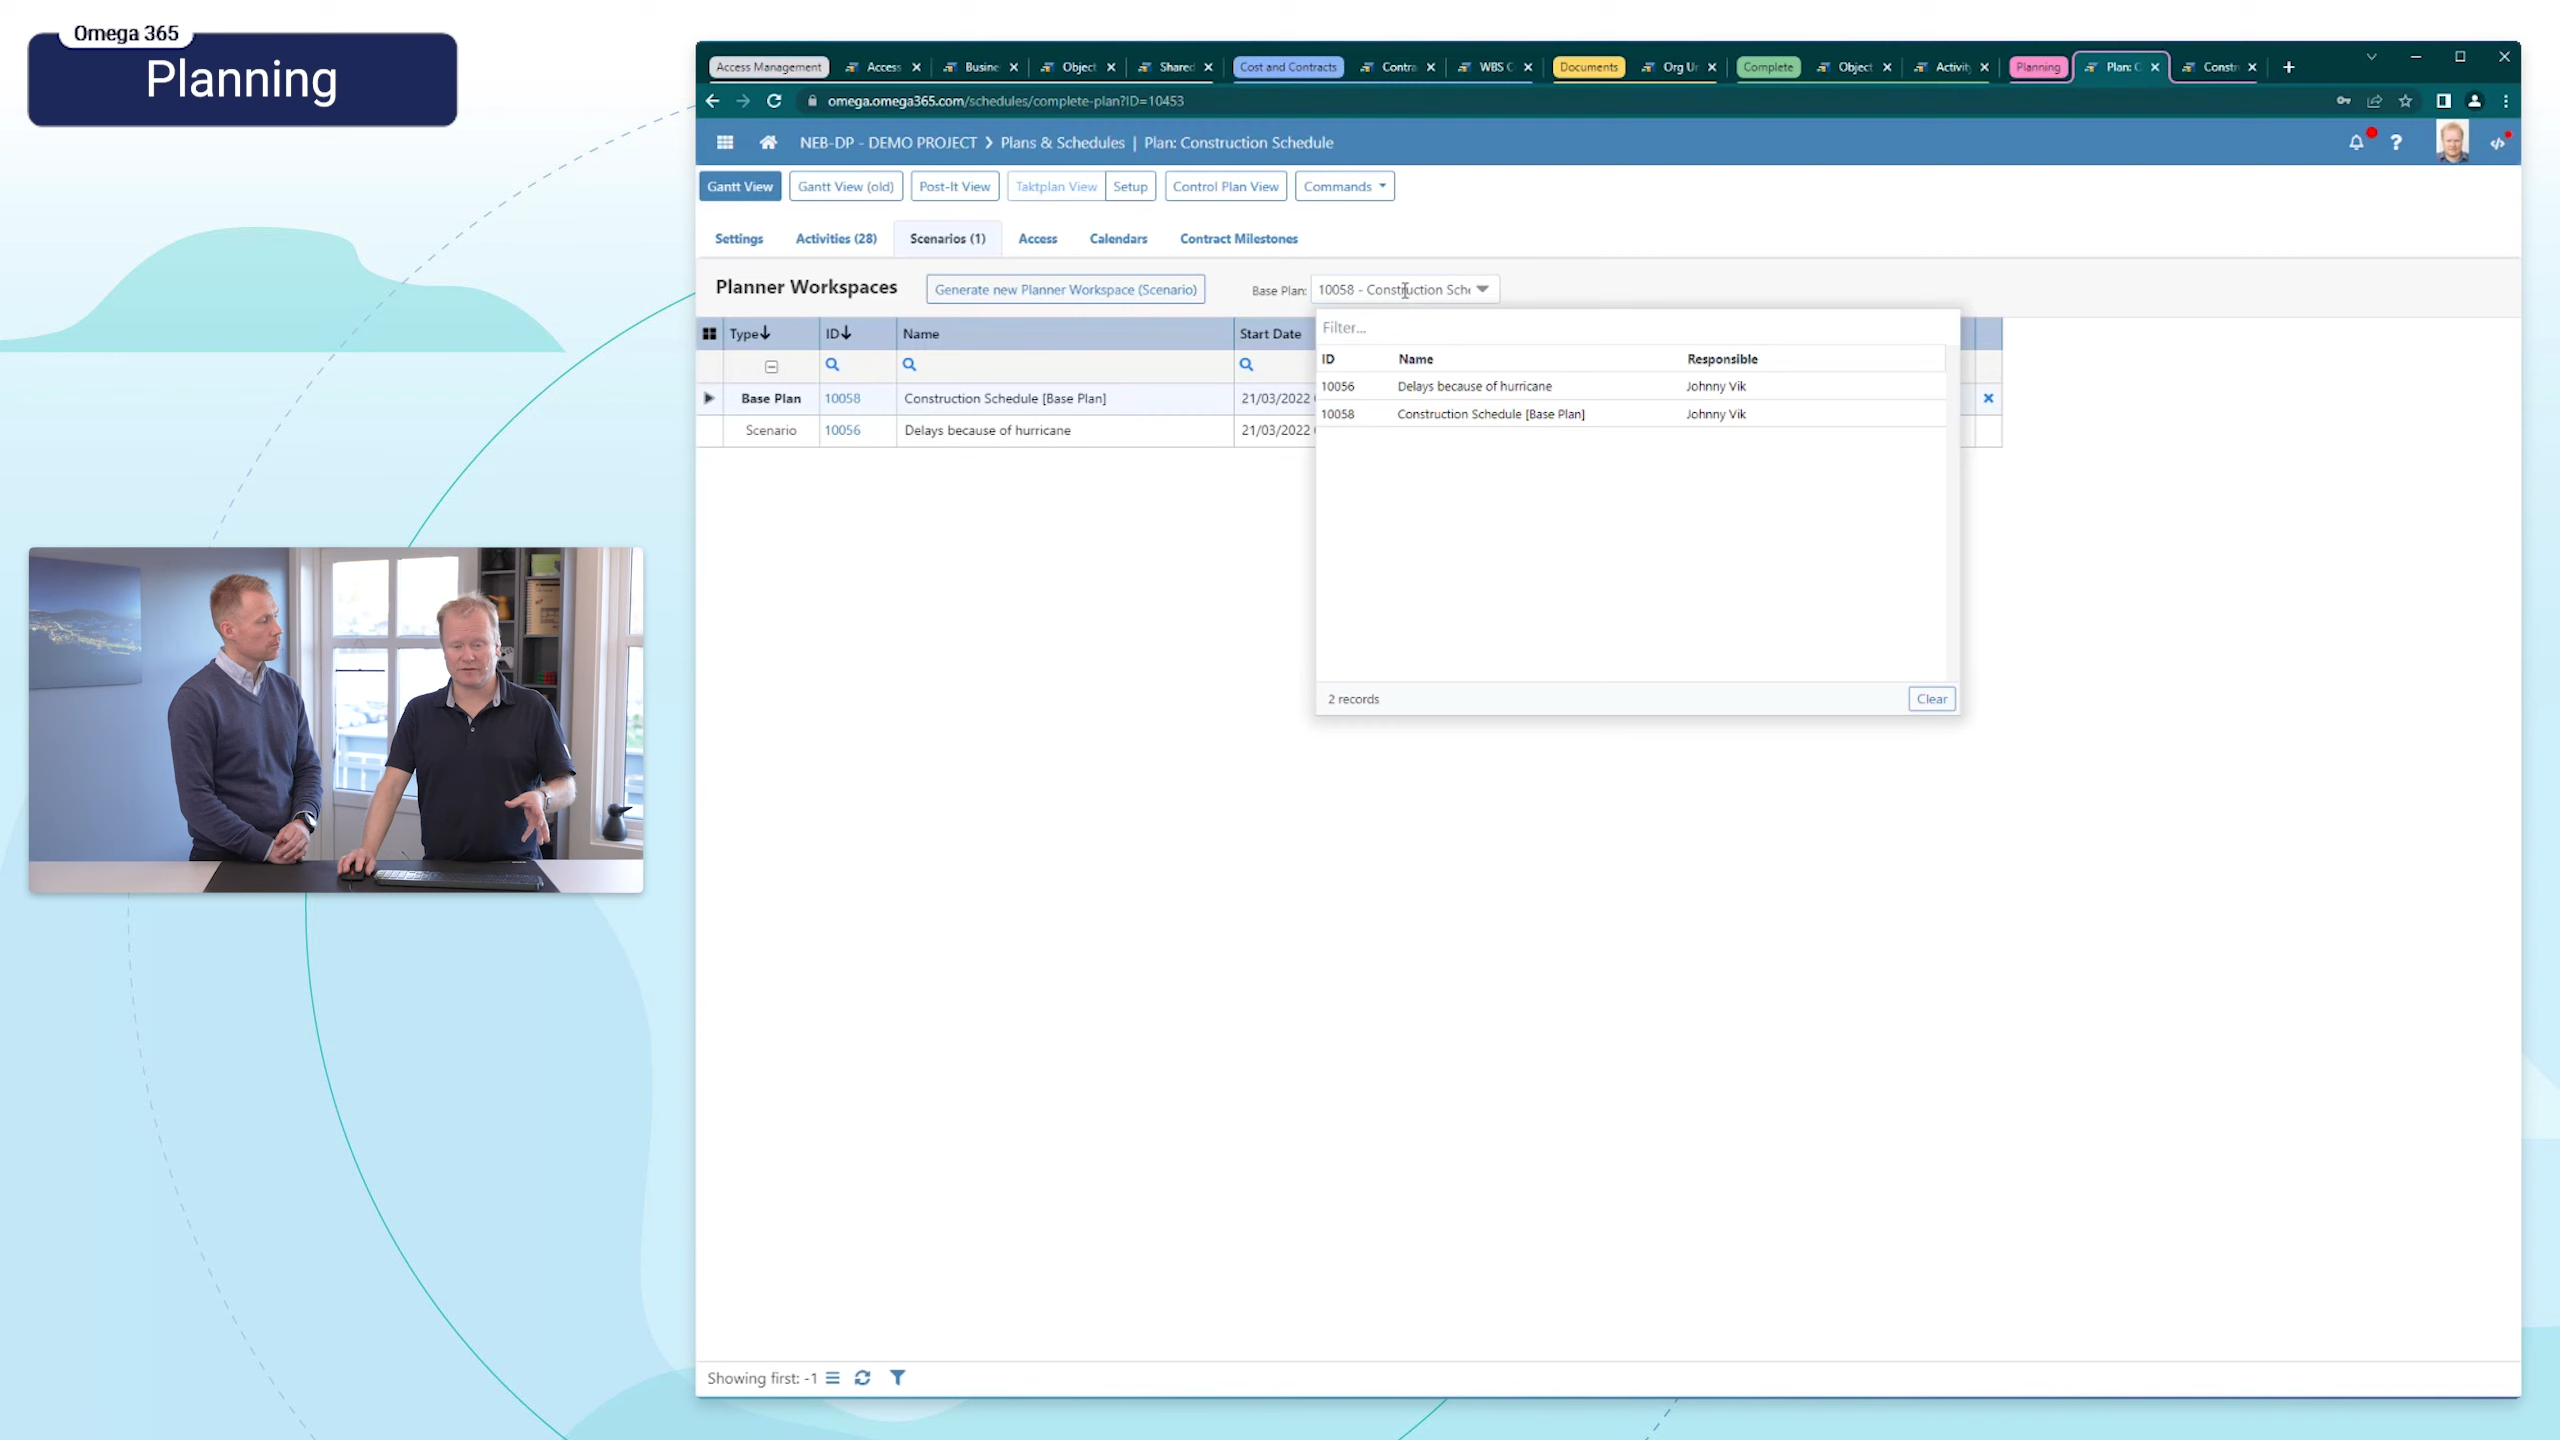 Omega 365
Planning
Access Management
Access
Busine
Object
Shared
Cost and Contracts
Contra
WBS C
Documents
Org Un
Complete
Object
Activit
Planning
Plan: C
Constr
omega.omega365.com/schedules/complete-plan?ID=10453
NEB-DP - DEMO PROJECT
Plans & Schedules | Plan: Construction Schedule
Gantt View
Gantt View (old)
Post-It View
Taktplan View
Setup
Control Plan View
Commands
Settings
Activities (28)
Scenarios (1)
Access
Calendars
Contract Milestones
Planner Workspaces
Generate new Planner Workspace (Scenario)
Base Plan:
10058 - Construction Sche
Type
ID
Name
Start Date
Base Plan
10058
Construction Schedule [Base Plan]
21/03/2022
Scenario
10056
Delays because of hurricane
21/03/2022
Filter...
ID
Name
Responsible
10056
Delays because of hurricane
Johnny Vik
10058
Construction Schedule [Base Plan]
Johnny Vik
2 records
Clear
Showing first: -1